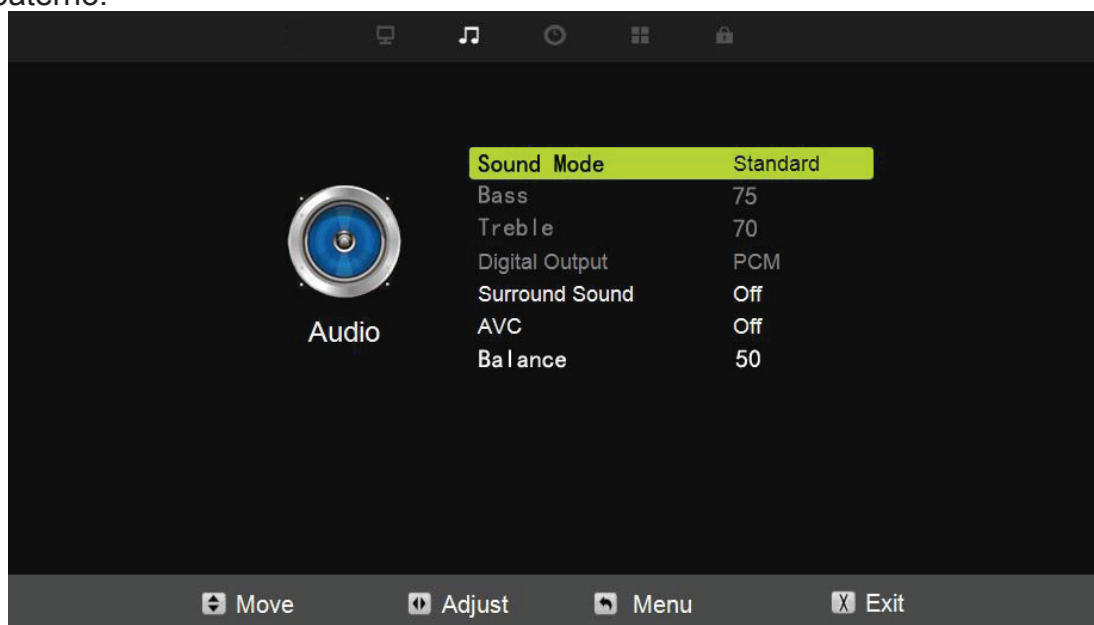 Sound Mode Standard
Bass 75
Treble 70
Digital Output PCM
Surround Sound Off
AVC Off
Balance 50
Audio
Move Adjust Menu X Exit